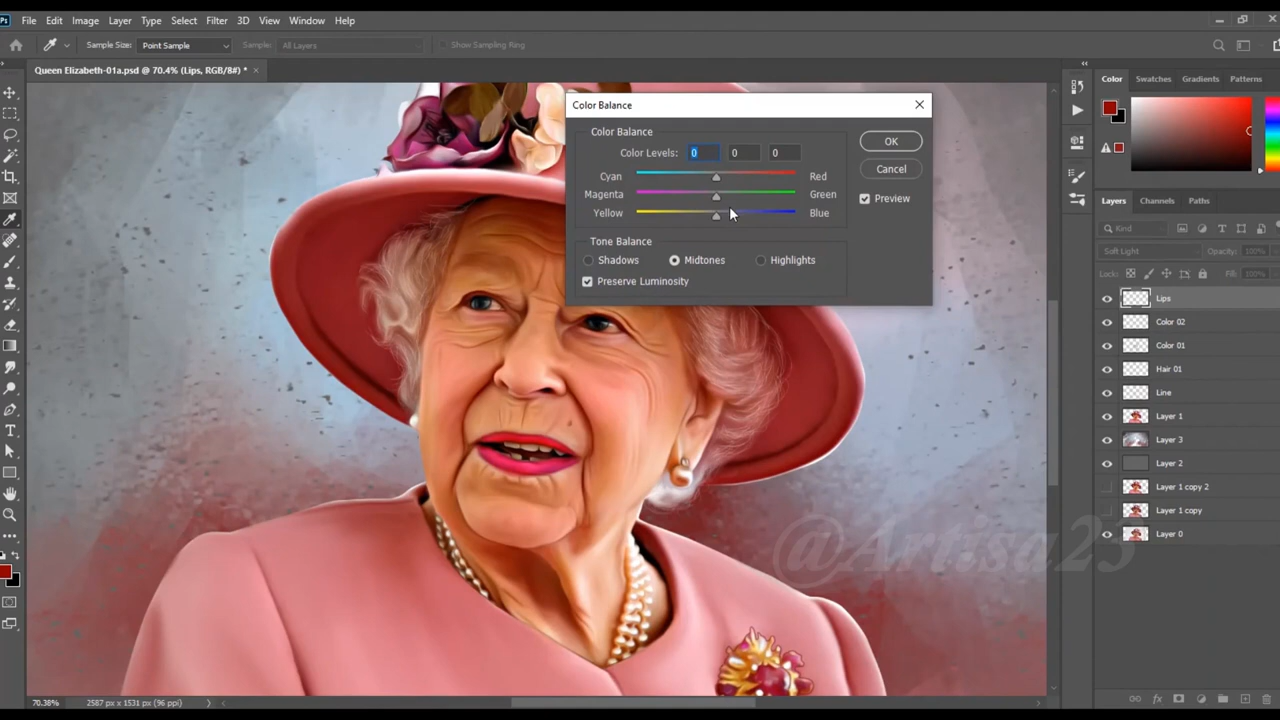 Ps File Edit Image Layer Type Select Filter 3D View Window Help
Sample Size: Point Sample Sample: All Layers Show Sampling Ring
Queen Elizabeth-01a.psd @ 70.4% (Lips, RGB/8#) *
Color Balance
Color Balance
Color Levels: 0 0 0
Cyan Red
Magenta Green
Yellow Blue
Tone Balance
Shadows Midtones Highlights
Preserve Luminosity
OK
Cancel
Preview
Color Swatches Gradients Patterns
Layers Channels Paths
Kind
Soft Light Opacity: 100%
Locks: Fill: 100%
Lips
Color 02
Color 01
Hair 01
Line
Layer 1
Layer 3
Layer 2
Layer 1 copy 2
Layer 1 copy
Layer 0
@Artisa23
70.38% 2587 px x 1531 px (96 ppi)